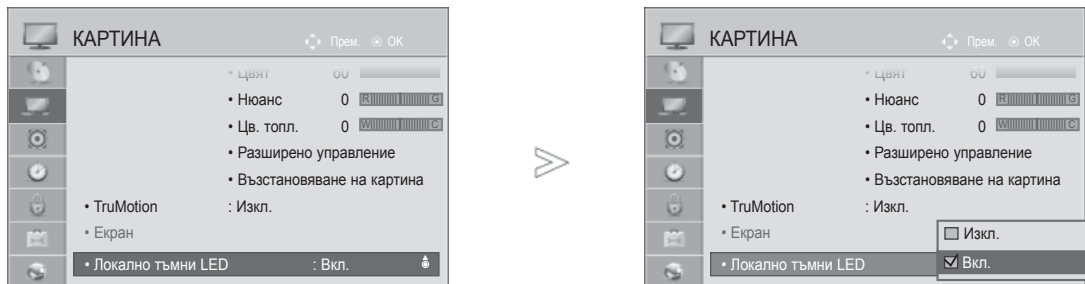 КАРТИНА Прем. OK
• Цвят 60
• Нюанс 0 R G
• Цв. топл. 0 W C
• Разширено управление
• Възстановяване на картина
• TruMotion : Изкл.
• Екран
• Локално тъмни LED : Вкл.
КАРТИНА Прем. OK
• Цвят 60
• Нюанс 0 R G
• Цв. топл. 0 W C
• Разширено управление
• Възстановяване на картина
• TruMotion : Изкл.
• Екран
Изкл.
• Локално тъмни LED
Вкл.